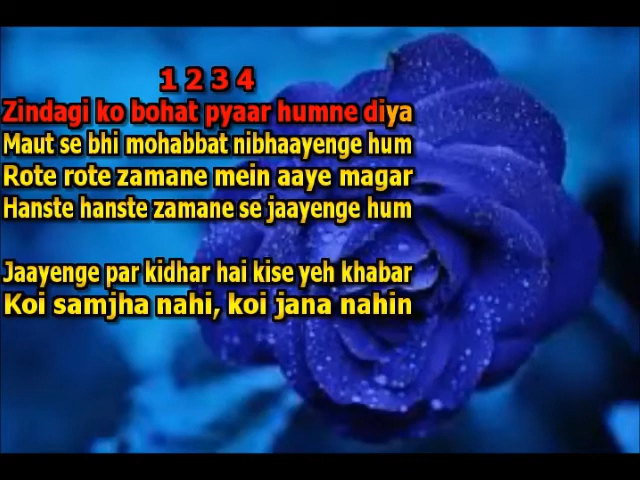 1 2 3 4
Zindagi ko bohat pyaar humne diya
Maut se bhi mohabbat nibhaayenge hum
Rote rote zamane mein aaye magar
Hanste hanste zamane se jaayenge hum
Jaayenge par kidhar hai kise yeh khabar
Koi samjha nahi, koi jana nahin